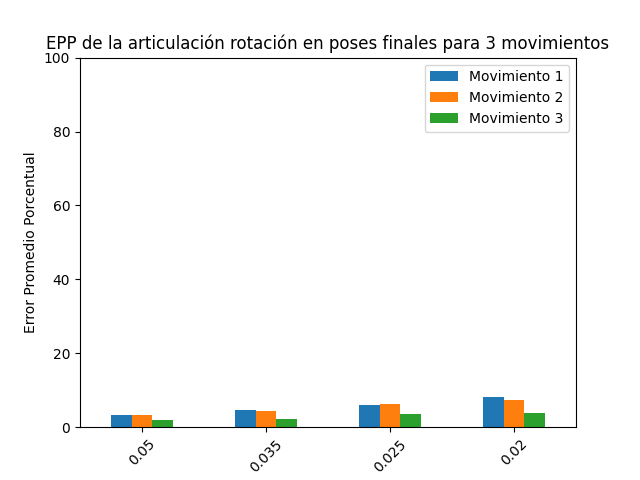 EPP de la articulación rotación en poses finales para 3 movimientos
100
80
60
40
20
0
Error Promedio Porcentual
Movimiento 1
Movimiento 2
Movimiento 3
0.05
0.035
0.025
0.02